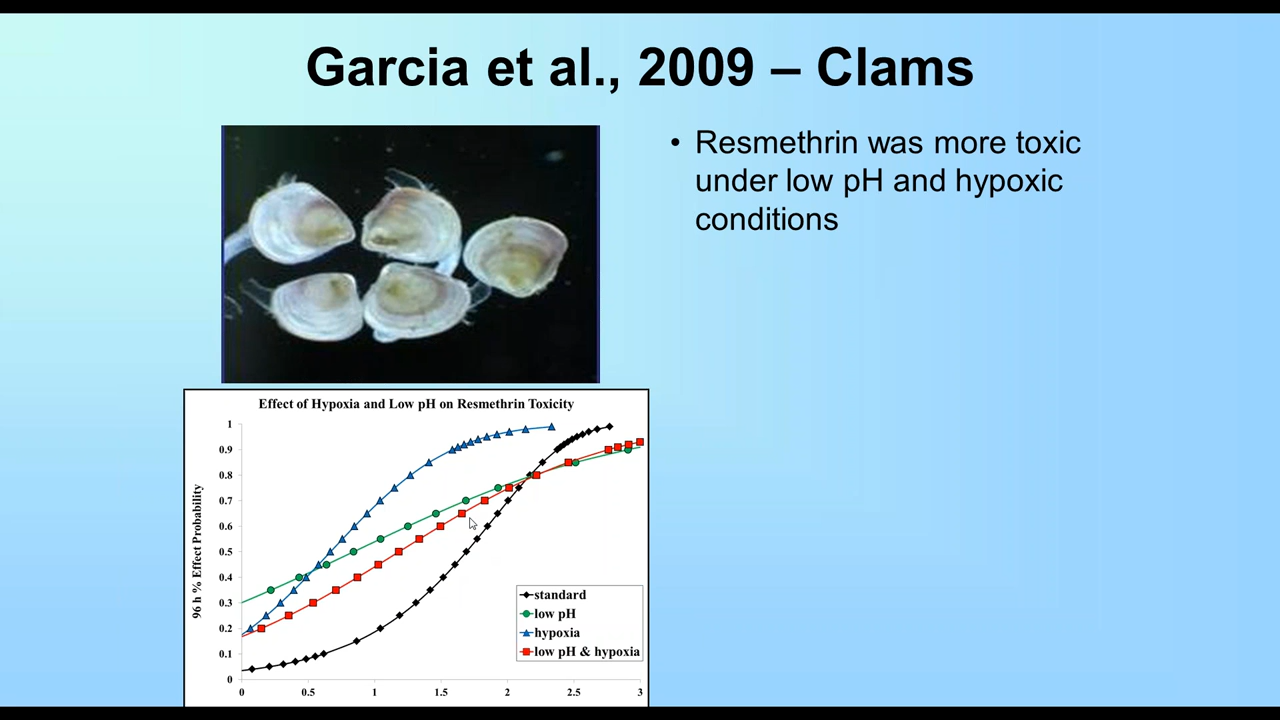 Garcia et al., 2009 – Clams
• Resmethrin was more toxic
under low pH and hypoxic
conditions
Effect of Hypoxia and Low pH on Resmethrin Toxicity
96 h % Effect Probability
1
0.9
0.8
0.7
0.6
0.5
0.4
0.3
0.2
0.1
0
0 0.5 1 1.5 2 2.5 3
standard
low pH
hypoxia
low pH & hypoxia